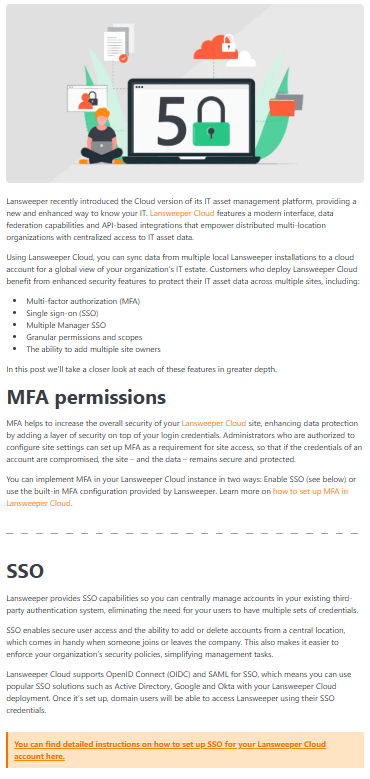 50
Lansweeper recently introduced the Cloud version of its IT asset management platform, providing a
new and enhanced way to know your IT. Lansweeper Cloud features a modern interface, data
federation capabilities and API-based integrations that empower distributed multi-location
organizations with centralized access to IT asset data.
Using Lansweeper Cloud, you can sync data from multiple local Lansweeper installations to a cloud
account for a global view of your organization's IT estate. Customers who deploy Lansweeper Cloud
benefit from enhanced security features to protect their IT asset data across multiple sites, including:
• Multi-factor authorization (MFA)
• Single sign-on (SSO)
• Multiple Manager SSO
• Granular permissions and scopes
• The ability to add multiple site owners
In this post we'll take a closer look at each of these features in greater depth.
MFA permissions
MFA helps to increase the overall security of your Lansweeper Cloud site, enhancing data protection
by adding a layer of security on top of your login credentials. Administrators who are authorized to
configure site settings can set up MFA as a requirement for site access, so that if the credentials of an
account are compromised, the site – and the data – remains secure and protected.
You can implement MFA in your Lansweeper Cloud instance in two ways: Enable SSO (see below) or
use the built-in MFA configuration provided by Lansweeper. Learn more on how to set up MFA in
Lansweeper Cloud.
SSO
Lansweeper provides SSO capabilities so you can centrally manage accounts in your existing third-
party authentication system, eliminating the need for your users to have multiple sets of credentials.
SSO enables secure user access and the ability to add or delete accounts from a central location,
which comes in handy when someone joins or leaves the company. This also makes it easier to
enforce your organization's security policies, simplifying management tasks.
Lansweeper Cloud supports OpenID Connect (OIDC) and SAML for SSO, which means you can use
popular SSO solutions such as Active Directory, Google and Okta with your Lansweeper Cloud
deployment. Once it's set up, domain users will be able to access Lansweeper using their SSO
credentials.
You can find detailed instructions on how to set up SSO for your Lansweeper Cloud
account here.